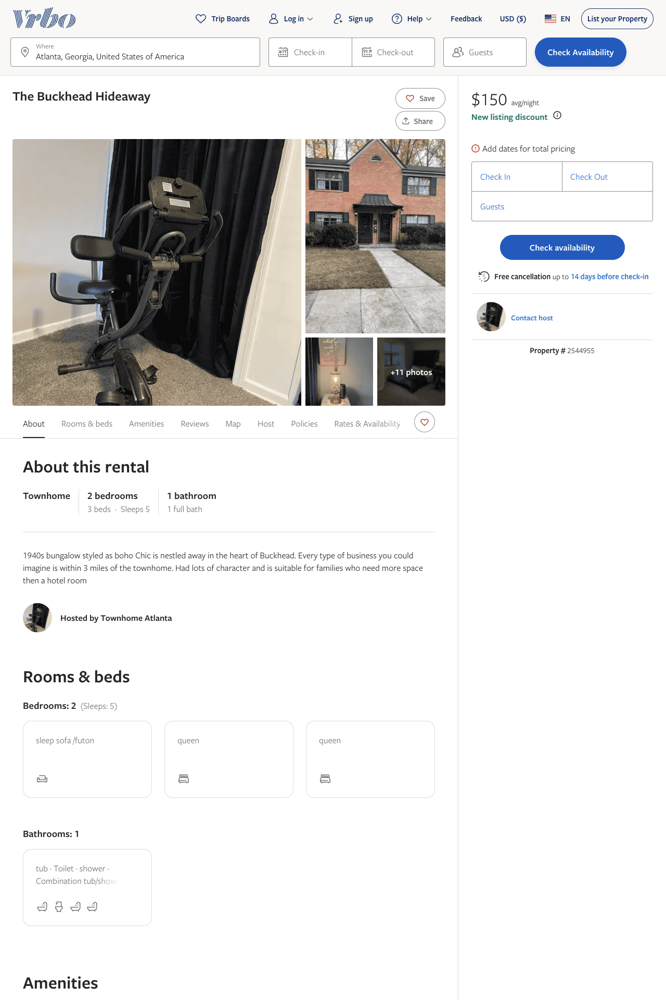 Vrbo
Trip Boards
Log in
Sign up
Help
Feedback
USD ($)
EN
List your Property
Where
Atlanta, Georgia, United States of America
Check-in
Check-out
Guests
Check Availability
The Buckhead Hideaway
Save
Share
$150 avg/night
New listing discount
Add dates for total pricing
Check In
Check Out
Guests
Check availability
Free cancellation up to 14 days before check-in
Contact host
Property # 2544955
what you
+11 photos
About
Rooms & beds
Amenities
Reviews
Map
Host
Policies
Rates & Availability
About this rental
Townhome
2 bedrooms
3 beds · Sleeps 5
1 bathroom
1 full bath
1940s bungalow styled as boho Chic is nestled away in the heart of Buckhead. Every type of business you could
imagine is within 3 miles of the townhome. Had lots of character and is suitable for families who need more space
then a hotel room
Hosted by Townhome Atlanta
Rooms & beds
Bedrooms: 2 (Sleeps: 5)
sleep sofa /futon
queen
queen
Bathrooms: 1
tub · Toilet · shower ·
Combination tub/show
Amenities